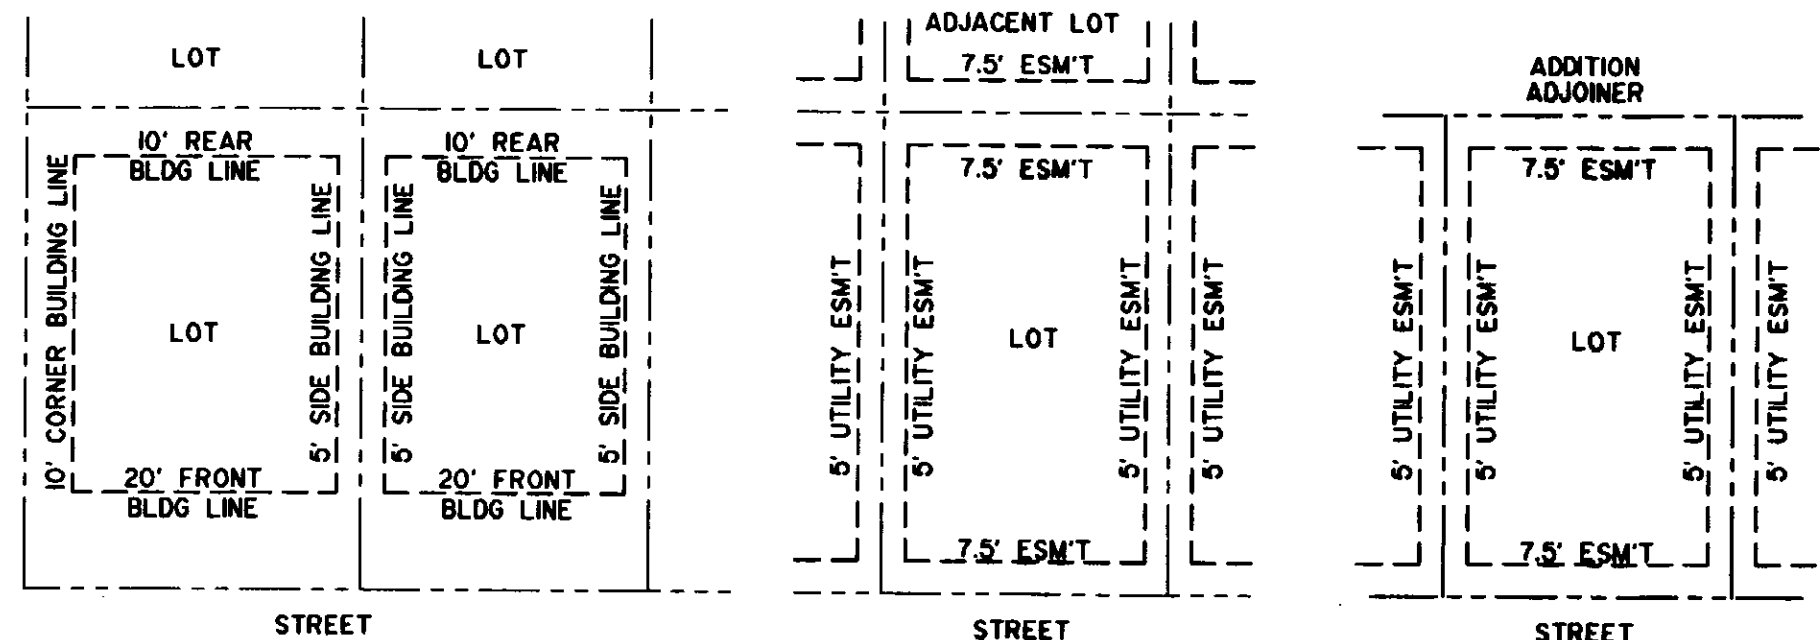 LOT
LOT
10' REAR
BLDG LINE
10' REAR
BLDG LINE
10' CORNER BUILDING LINE
5' SIDE BUILDING LINE
5' SIDE BUILDING LINE
5' SIDE BUILDING LINE
LOT
LOT
20' FRONT
BLDG LINE
20' FRONT
BLDG LINE
STREET
ADJACENT LOT
7.5' ESM'T
7.5' ESM'T
5' UTILITY ESM'T
5' UTILITY ESM'T
LOT
5' UTILITY ESM'T
5' UTILITY ESM'T
7.5' ESM'T
STREET
ADDITION
ADJOINER
7.5' ESM'T
5' UTILITY ESM'T
5' UTILITY ESM'T
LOT
5' UTILITY ESM'T
5' UTILITY ESM'T
7.5' ESM'T
STREET